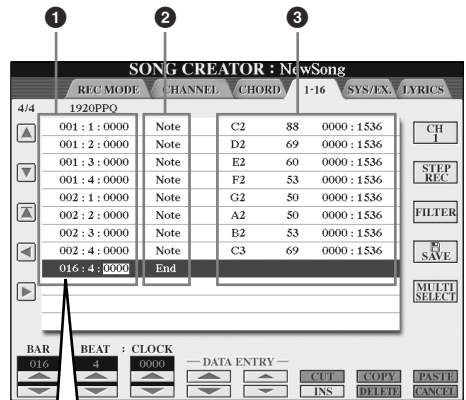 1 2 3
SONG CREATOR : NewSong
REC MODE CHANNEL CHORD 1-16 SYS/EX. LYRICS
4/4 1920PPQ
001 : 1 : 0000 Note C2 88 0000 : 1536
CH 1
001 : 2 : 0000 Note D2 69 0000 : 1536
001 : 3 : 0000 Note E2 60 0000 : 1536
STEP REC
001 : 4 : 0000 Note F2 53 0000 : 1536
002 : 1 : 0000 Note G2 50 0000 : 1536
002 : 2 : 0000 Note A2 50 0000 : 1536
FILTER
002 : 3 : 0000 Note B2 53 0000 : 1536
002 : 4 : 0000 Note C3 69 0000 : 1536
SAVE
016 : 4 : 0000 End
MULTI SELECT
BAR BEAT : CLOCK
016 4 0000
DATA ENTRY
CUT COPY PASTE
INS DELETE CANCEL